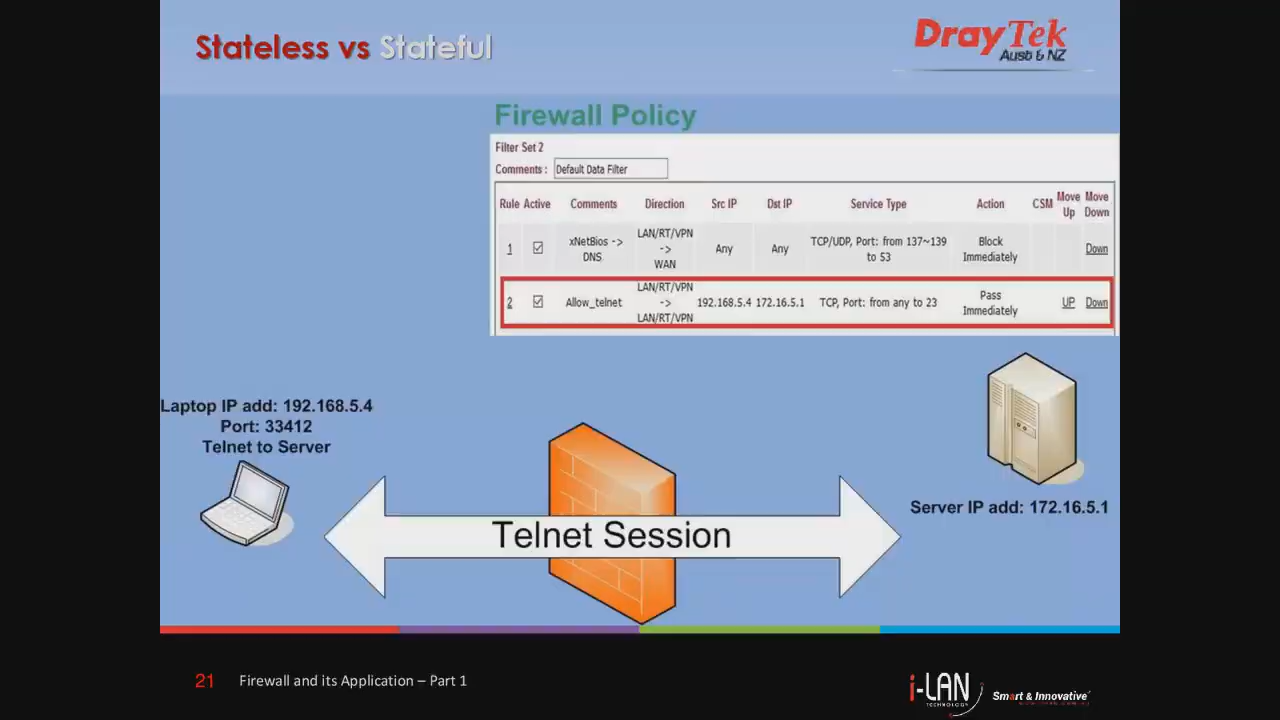 Stateless vs Stateful
DrayTek
Aust & NZ
Firewall Policy
Filter Set 2
Comments : Default Data Filter
Rule Active Comments Direction Src IP Dst IP Service Type Action CSM Move Up Move Down
1 xNetBios -> DNS LAN/RT/VPN -> WAN Any Any TCP/UDP, Port: from 137~139 to 53 Block Immediately Down
2 Allow_telnet LAN/RT/VPN -> LAN/RT/VPN 192.168.5.4 172.16.5.1 TCP, Port: from any to 23 Pass Immediately UP Down
Laptop IP add: 192.168.5.4
Port: 33412
Telnet to Server
Server IP add: 172.16.5.1
Telnet Session
21 Firewall and its Application – Part 1
i-LAN
TECHNOLOGY
Smart & Innovative